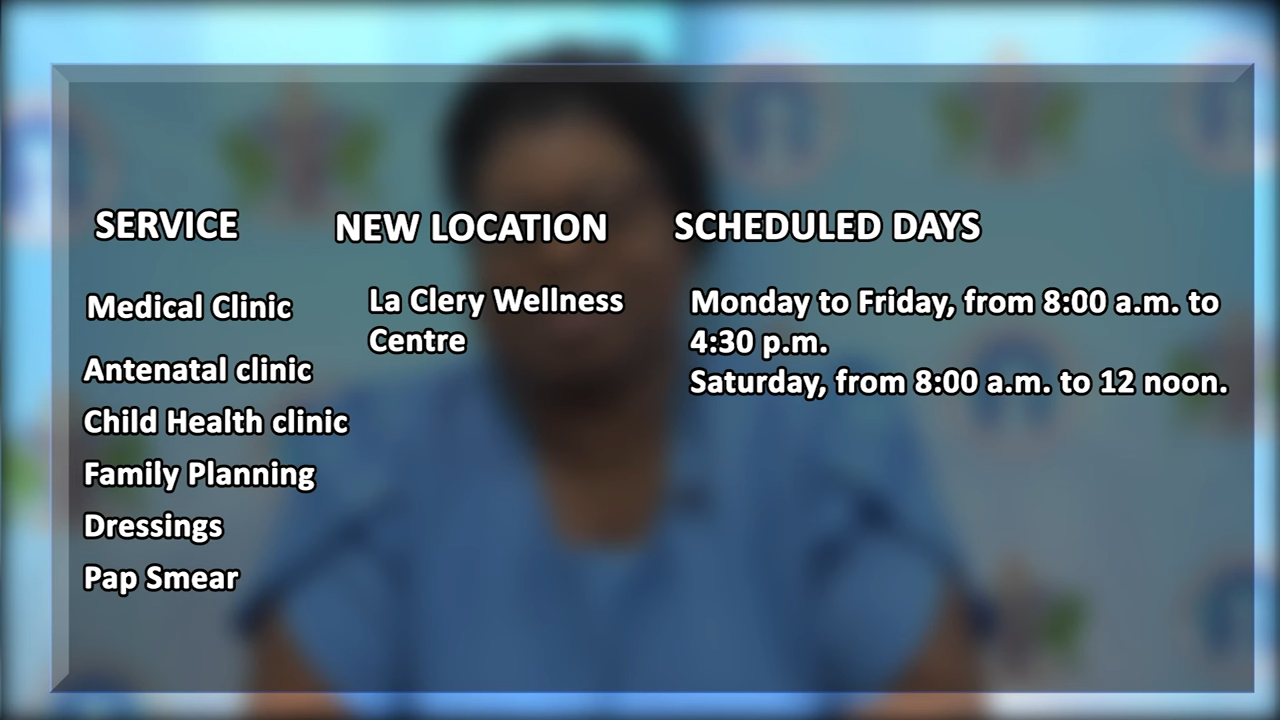 SERVICE
NEW LOCATION
SCHEDULED DAYS
Medical Clinic
La Clery Wellness
Centre
Monday to Friday, from 8:00 a.m. to
4:30 p.m.
Saturday, from 8:00 a.m. to 12 noon.
Antenatal clinic
Child Health clinic
Family Planning
Dressings
Pap Smear